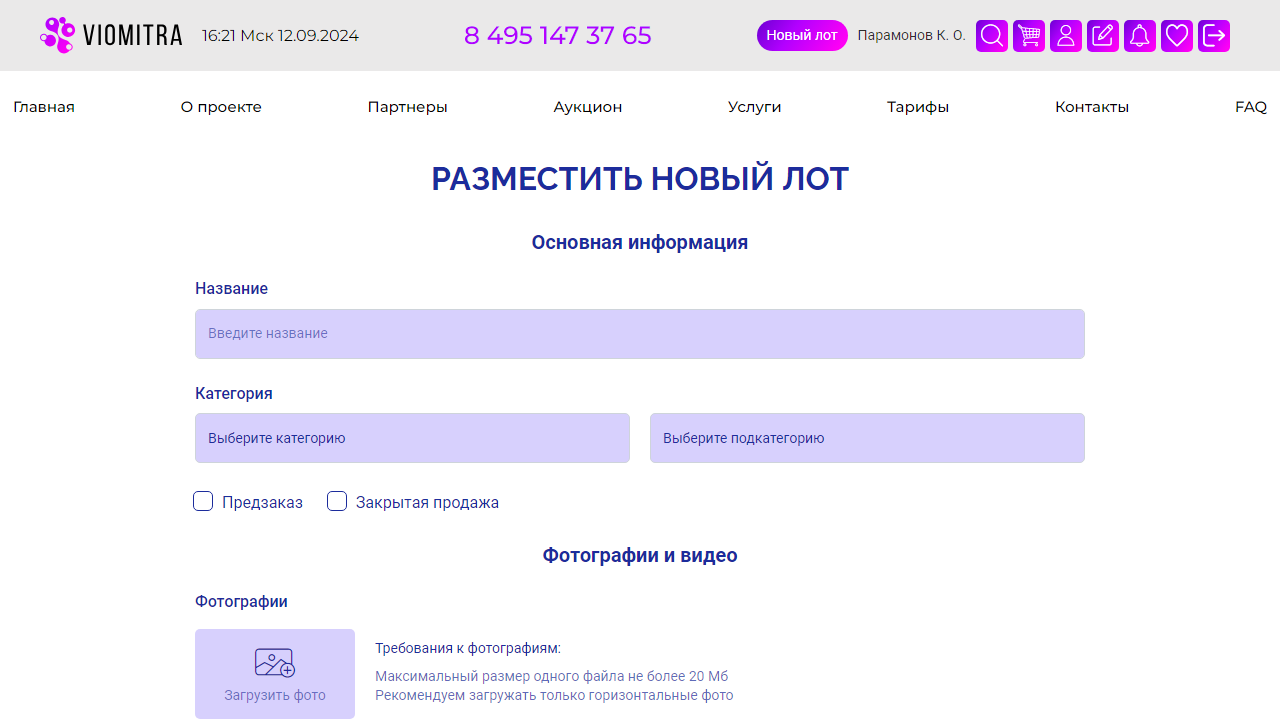 VIOMITRA 16:21 Мск 12.09.2024 8 495 147 37 65 Новый лот Парамонов К. О.
Главная О проекте Партнеры Аукцион Услуги Тарифы Контакты FAQ
РАЗМЕСТИТЬ НОВЫЙ ЛОТ
Основная информация
Название
Введите название
Категория
Выберите категорию Выберите подкатегорию
Предзаказ Закрытая продажа
Фотографии и видео
Фотографии
Загрузить фото
Требования к фотографиям:
Максимальный размер одного файла не более 20 Мб
Рекомендуем загружать только горизонтальные фото